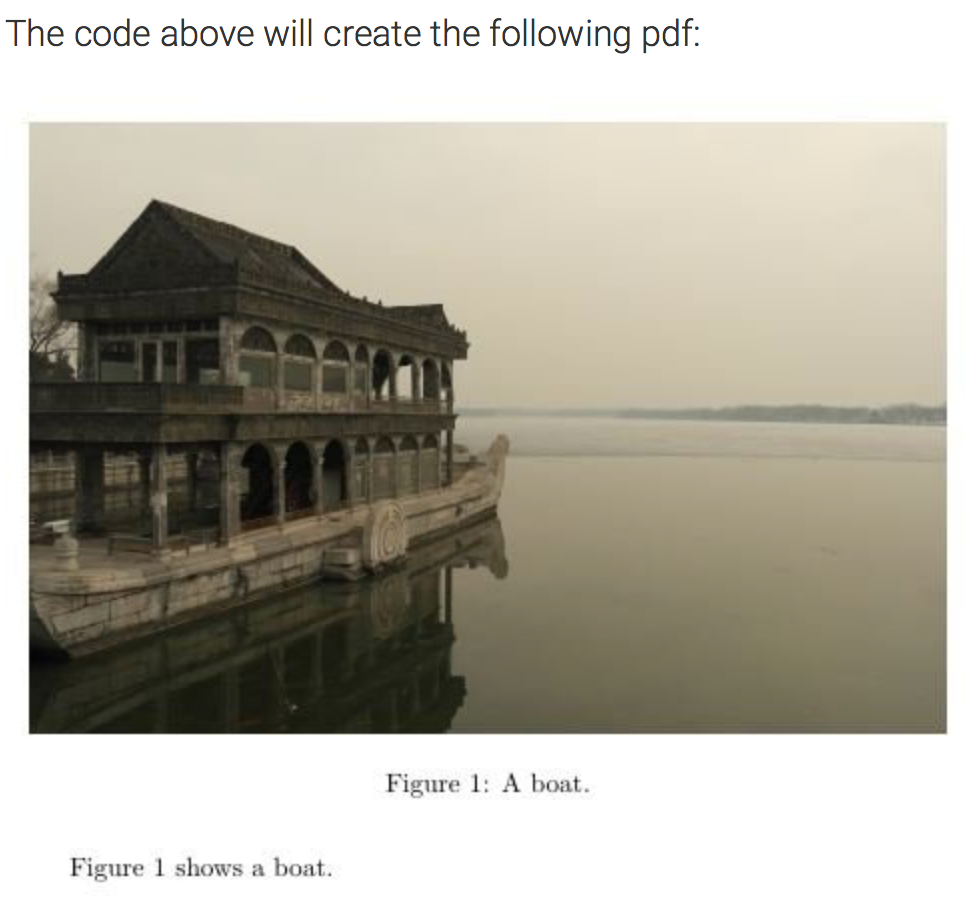 The code above will create the following pdf:
Figure 1: A boat.
Figure 1 shows a boat.